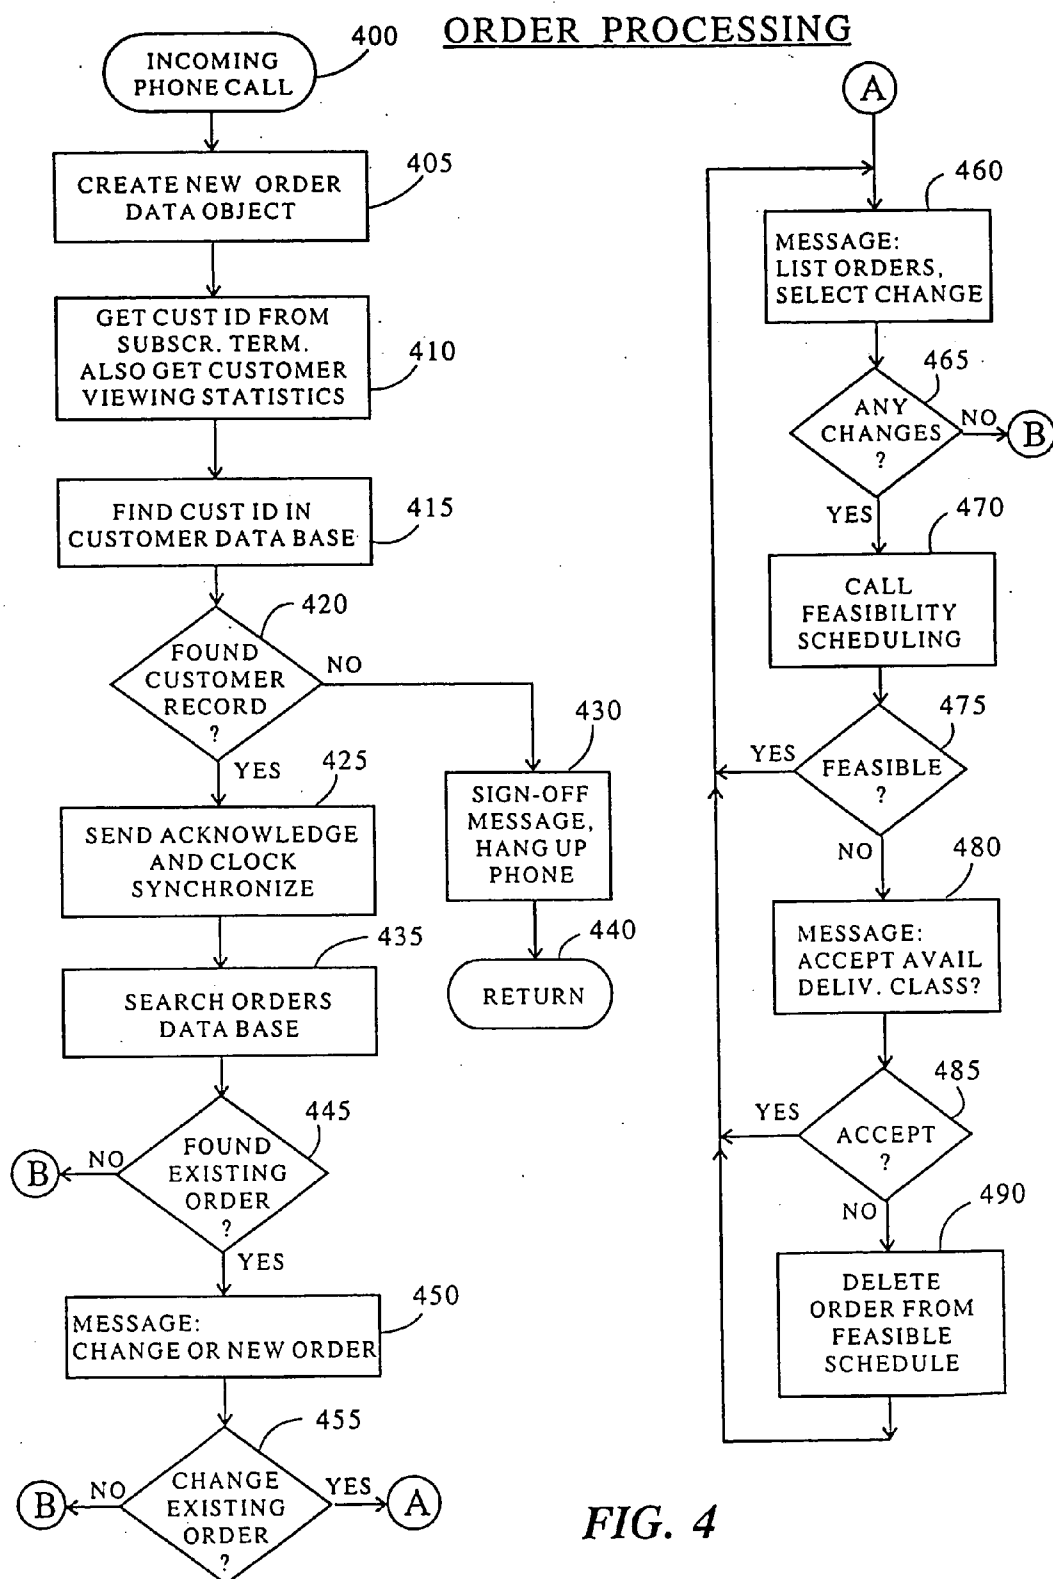 ORDER PROCESSING
INCOMING
PHONE CALL
400
CREATE NEW ORDER
DATA OBJECT
405
GET CUST ID FROM
SUBSCR. TERM.
ALSO GET CUSTOMER
VIEWING STATISTICS
410
FIND CUST ID IN
CUSTOMER DATA BASE
415
FOUND
CUSTOMER
RECORD
?
420
NO
YES
SEND ACKNOWLEDGE
AND CLOCK
SYNCHRONIZE
425
SIGN-OFF
MESSAGE,
HANG UP
PHONE
430
RETURN
440
SEARCH ORDERS
DATA BASE
435
FOUND
EXISTING
ORDER
?
445
NO
B
YES
MESSAGE:
CHANGE OR NEW ORDER
450
CHANGE
EXISTING
ORDER
?
455
NO
B
YES
A
A
MESSAGE:
LIST ORDERS,
SELECT CHANGE
460
ANY
CHANGES
?
465
NO
B
YES
CALL
FEASIBILITY
SCHEDULING
470
FEASIBLE
?
475
YES
NO
MESSAGE:
ACCEPT AVAIL
DELIV. CLASS?
480
ACCEPT
?
485
YES
NO
DELETE
ORDER FROM
FEASIBLE
SCHEDULE
490
FIG. 4